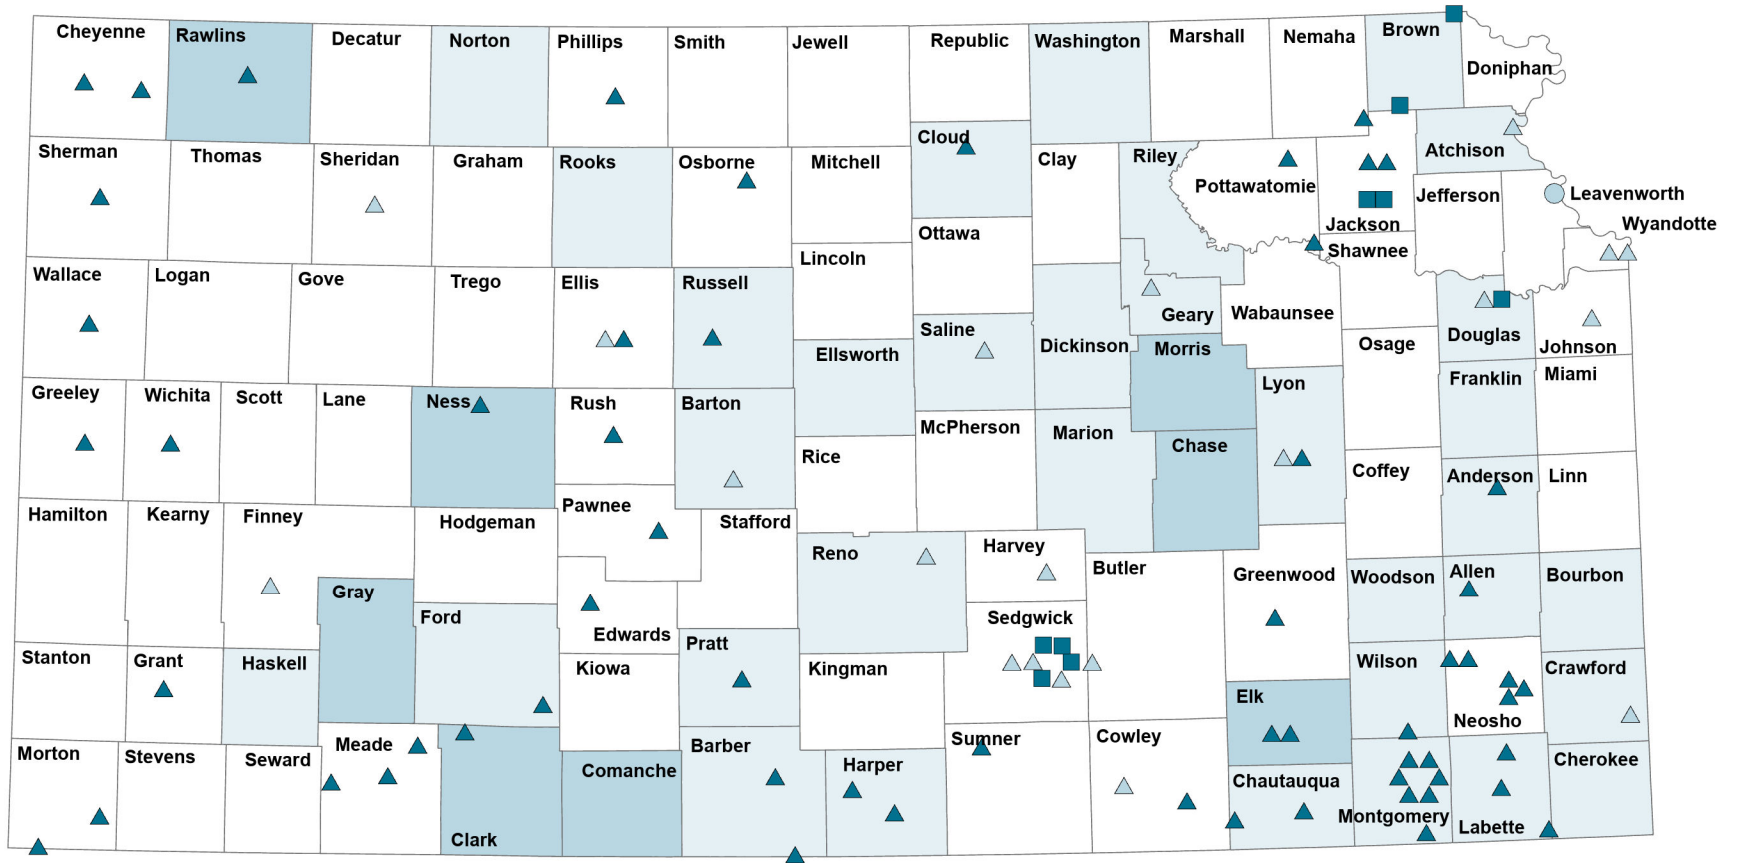 Cheyenne
Rawlins
Decatur
Norton
Phillips
Smith
Jewell
Republic
Washington
Marshall
Nemaha
Brown
Doniphan
Sherman
Thomas
Sheridan
Graham
Rooks
Osborne
Mitchell
Cloud
Clay
Riley
Pottawatomie
Jackson
Atchison
Jefferson
Leavenworth
Wyandotte
Shawnee
Wallace
Logan
Gove
Trego
Ellis
Russell
Lincoln
Ottawa
Saline
Ellsworth
Dickinson
Geary
Wabaunsee
Morris
Osage
Douglas
Johnson
Greeley
Wichita
Scott
Lane
Ness
Rush
Barton
Rice
McPherson
Marion
Chase
Lyon
Franklin
Miami
Coffey
Anderson
Linn
Hamilton
Kearny
Finney
Hodgeman
Pawnee
Stafford
Reno
Harvey
Butler
Greenwood
Woodson
Allen
Bourbon
Gray
Ford
Edwards
Sedgwick
Stanton
Grant
Haskell
Kiowa
Pratt
Kingman
Elk
Wilson
Neosho
Crawford
Morton
Stevens
Seward
Meade
Clark
Comanche
Barber
Harper
Sumner
Cowley
Chautauqua
Montgomery
Labette
Cherokee